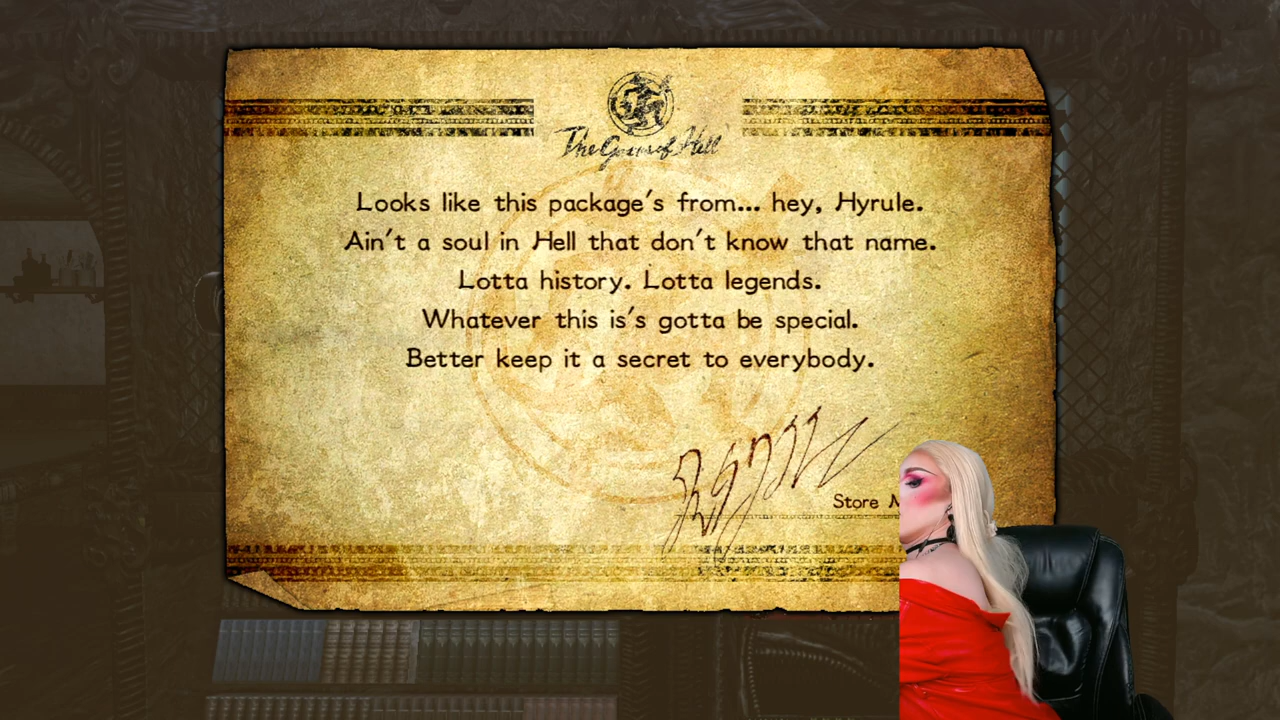 The Gates of Hell
Looks like this package's from... hey, Hyrule.
Ain't a soul in Hell that don't know that name.
Lotta history. Lotta legends.
Whatever this is's gotta be special.
Better keep it a secret to everybody.
Store